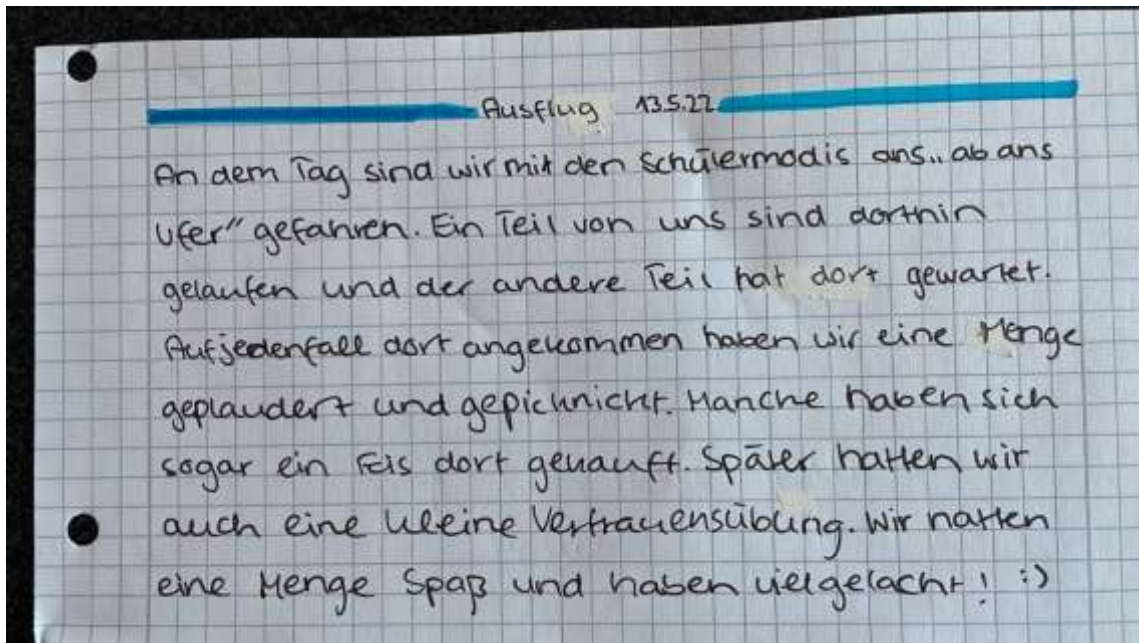 Ausflug 13.5.22
An dem Tag sind wir mit den Schülermodis ans „ab ans
Ufer" gefahren. Ein Teil von uns sind dorthin
gelaufen und der andere Teil hat dort gewartet.
Aufjedenfall dort angekommen haben wir eine Menge
geplaudert und gepicknickt. Manche haben sich
sogar ein Eis dort gekauft. Später hatten wir
auch eine kleine Vertrauensübung. Wir hatten
eine Menge Spaß und haben vielgelacht! :)